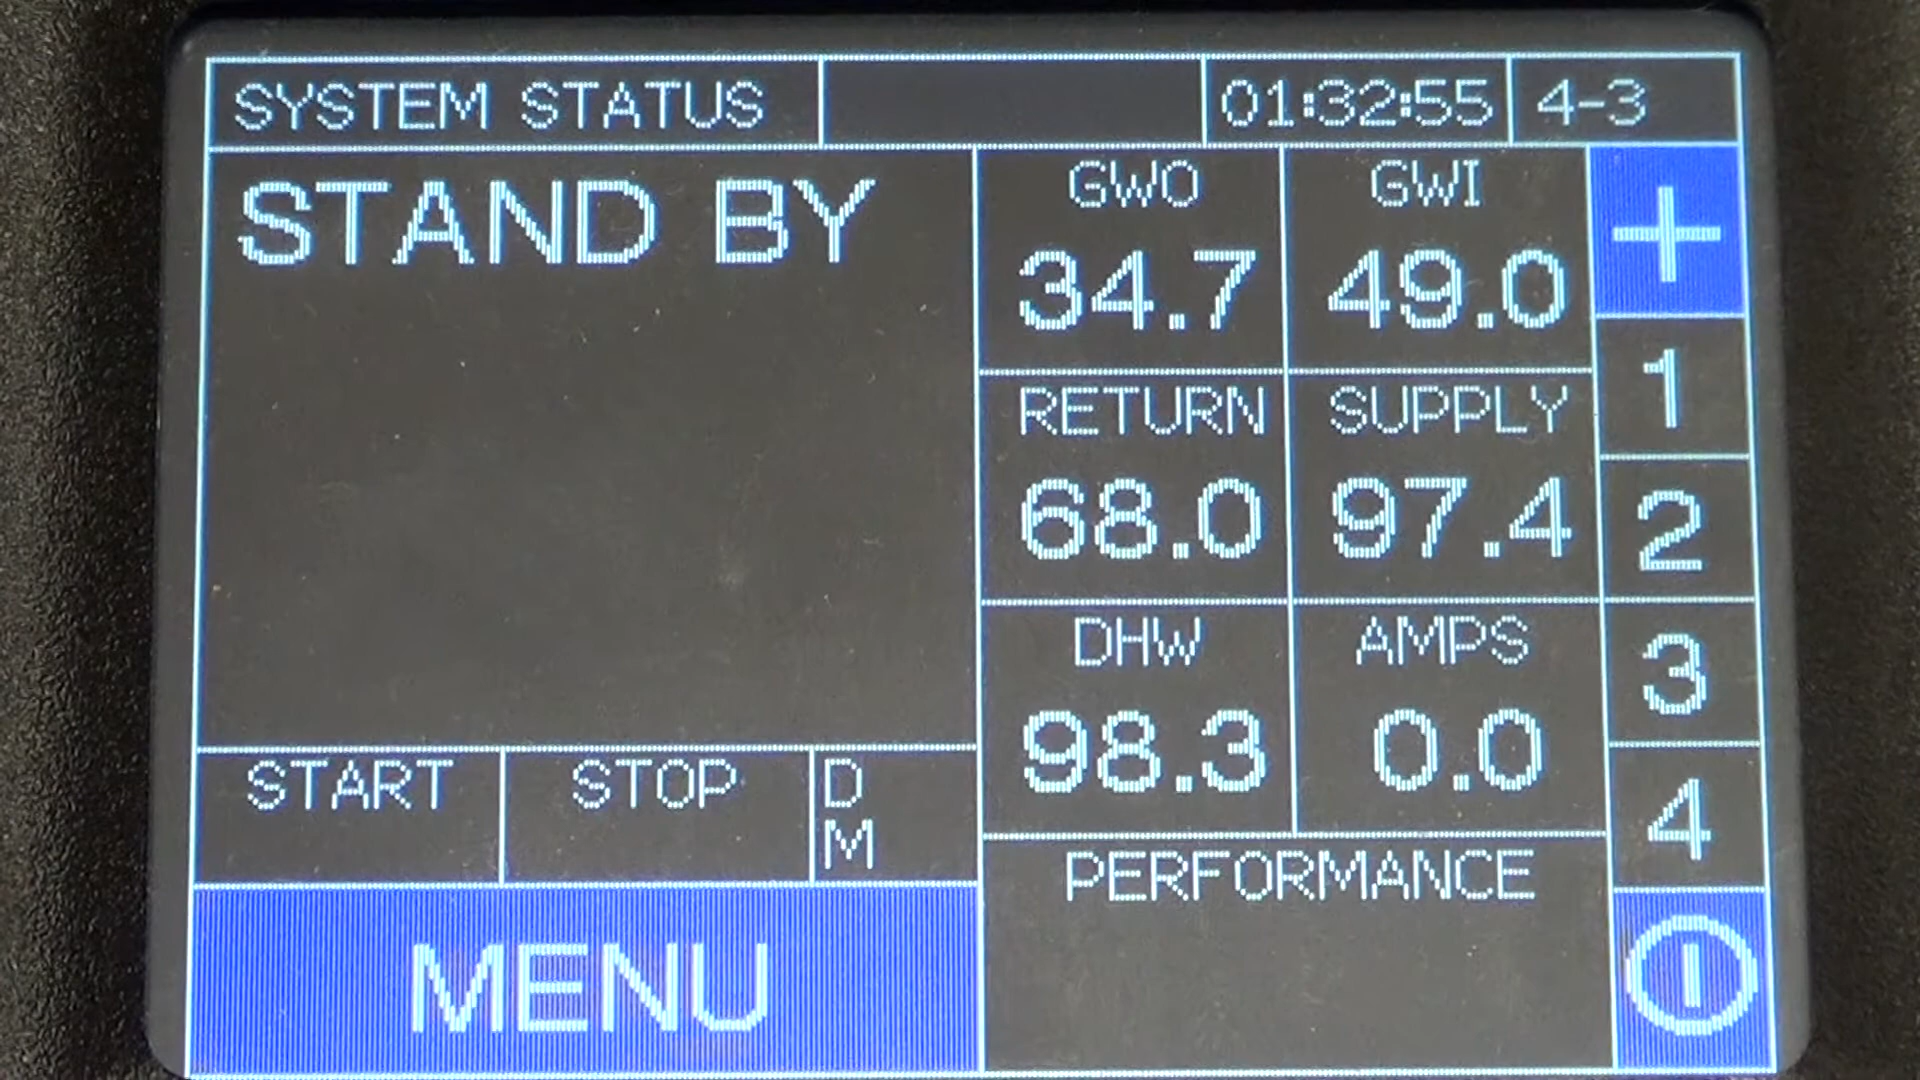 SYSTEM STATUS 01:32:55 4-3
STAND BY
GWO GWI
34.7 49.0
RETURN SUPPLY
68.0 97.4
DHW AMPS
98.3 0.0
PERFORMANCE
+
1
2
3
4
START STOP D
M
MENU